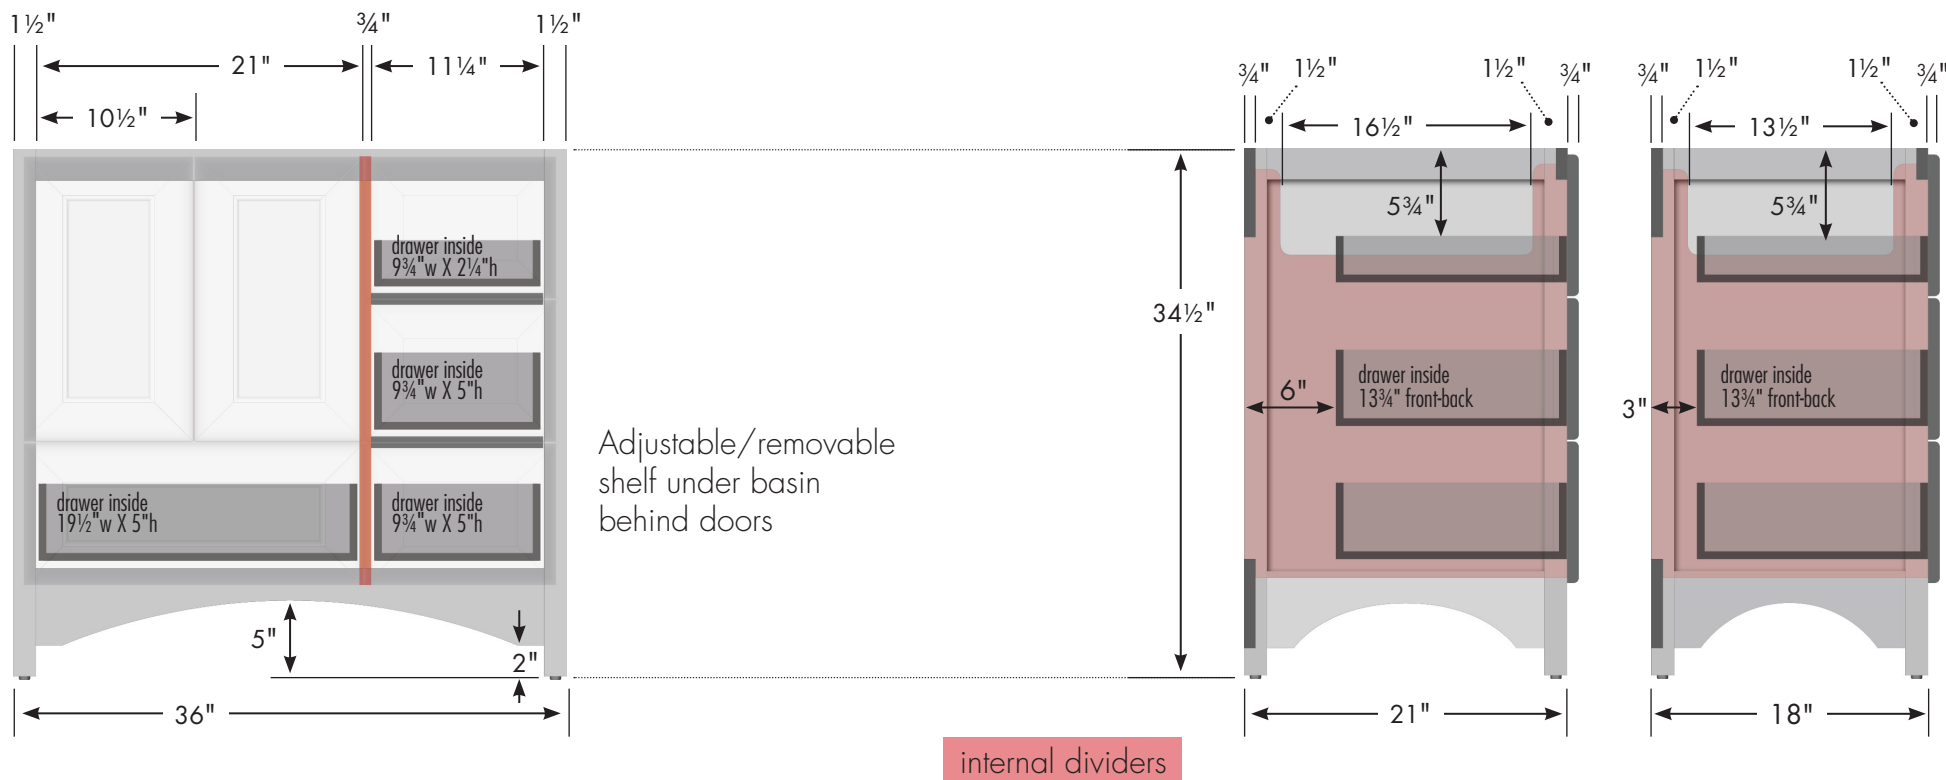 1½" ¾" 1½"
21" 11¼"
10½"
drawer inside
9¾"w X 2¼"h
drawer inside
9¾"w X 5"h
drawer inside
19½"w X 5"h
drawer inside
9¾"w X 5"h
5"
2"
36"
Adjustable/removable
shelf under basin
behind doors
34½"
¾" 1½" 1½" ¾"
16½"
5¾"
6"
drawer inside
13¾" front-back
21"
¾" 1½" 1½" ¾"
13½"
5¾"
3"
drawer inside
13¾" front-back
18"
internal dividers